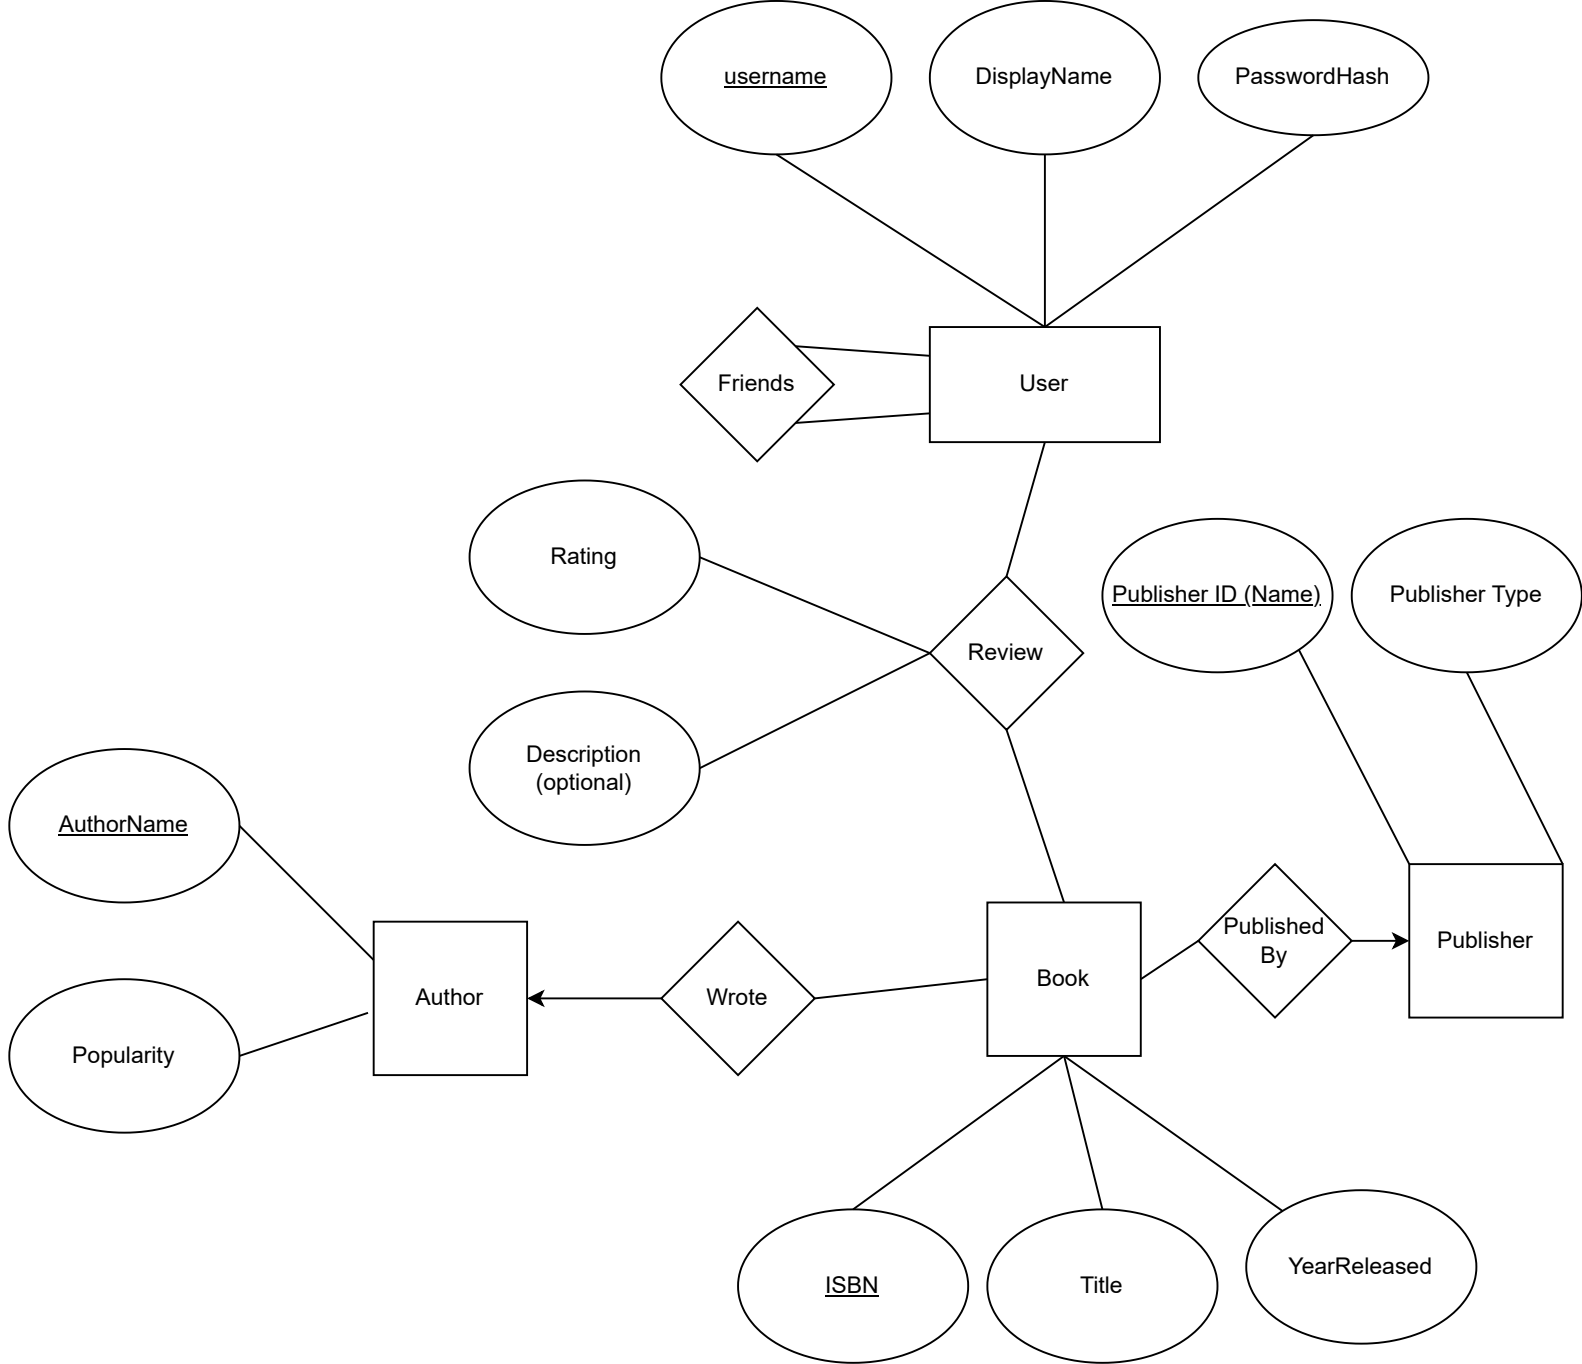 username
DisplayName
PasswordHash
Friends
User
Rating
Publisher ID (Name)
Publisher Type
Review
Description
(optional)
AuthorName
Published
By
Publisher
Author
Wrote
Book
Popularity
ISBN
Title
YearReleased